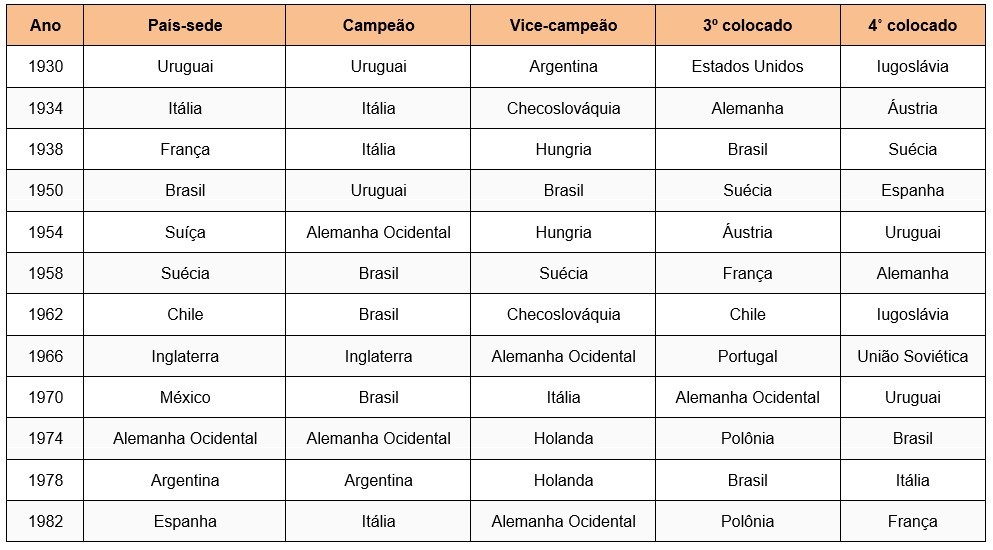 Ano País-sede Campeão Vice-campeão 3º colocado 4˚ colocado
1930 Uruguai Uruguai Argentina Estados Unidos Iugoslávia
1934 Itália Itália Checoslováquia Alemanha Áustria
1938 França Itália Hungria Brasil Suécia
1950 Brasil Uruguai Brasil Suécia Espanha
1954 Suíça Alemanha Ocidental Hungria Áustria Uruguai
1958 Suécia Brasil Suécia França Alemanha
1962 Chile Brasil Checoslováquia Chile Iugoslávia
1966 Inglaterra Inglaterra Alemanha Ocidental Portugal União Soviética
1970 México Brasil Itália Alemanha Ocidental Uruguai
1974 Alemanha Ocidental Alemanha Ocidental Holanda Polônia Brasil
1978 Argentina Argentina Holanda Brasil Itália
1982 Espanha Itália Alemanha Ocidental Polônia França